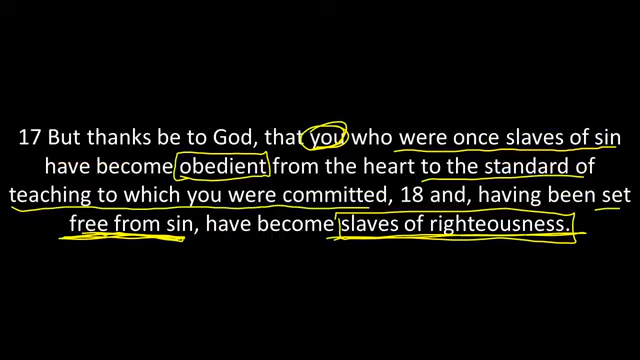 17 But thanks be to God, that you who were once slaves of sin
have become obedient from the heart to the standard of
teaching to which you were committed, 18 and, having been set
free from sin, have become slaves of righteousness.